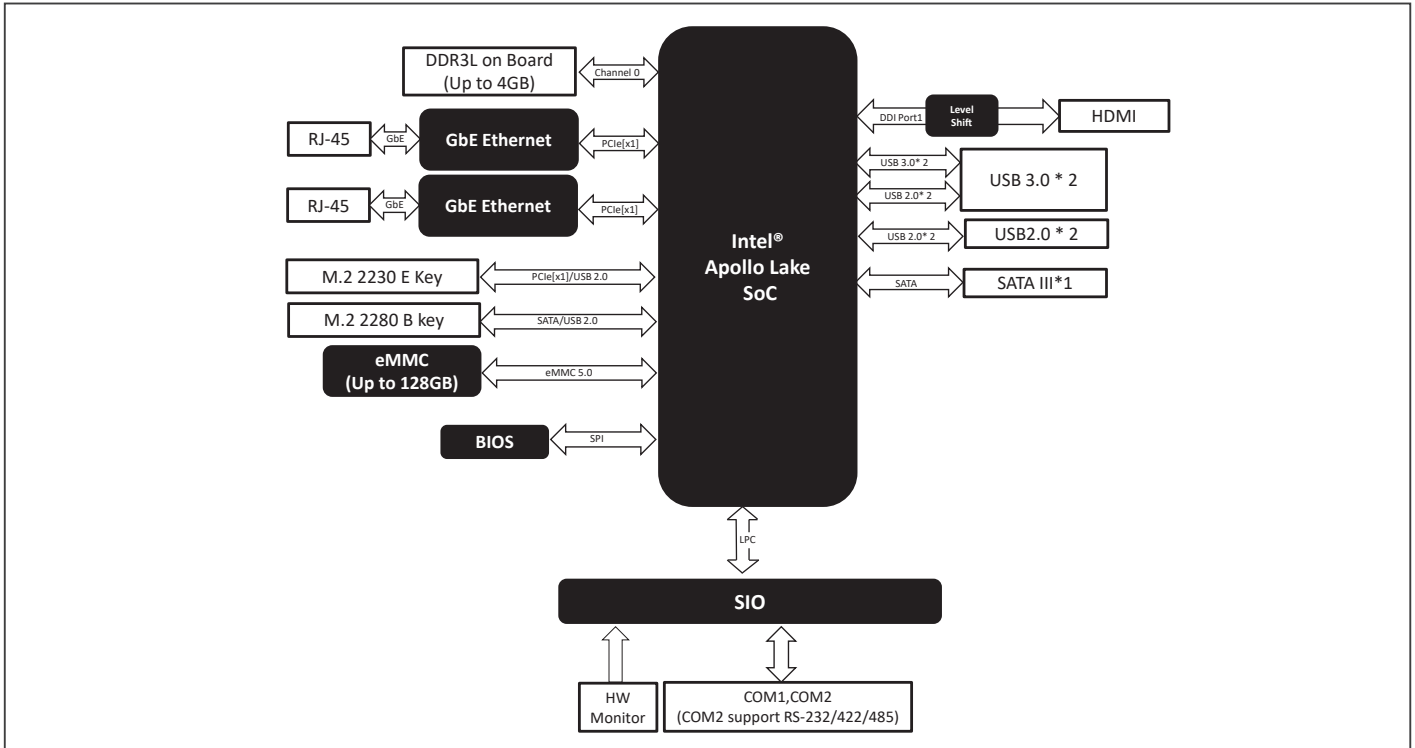 DDR3L on Board
(Up to 4GB)
Channel 0
RJ-45
GbE
GbE Ethernet
PCIe[x1]
RJ-45
GbE
GbE Ethernet
PCIe[x1]
M.2 2230 E Key
PCIe[x1]/USB 2.0
M.2 2280 B key
SATA/USB 2.0
eMMC
(Up to 128GB)
eMMC 5.0
BIOS
SPI
Intel®
Apollo Lake
SoC
DDI Port1
Level
Shift
HDMI
USB 3.0* 2
USB 2.0* 2
USB 3.0 * 2
USB 2.0* 2
USB2.0 * 2
SATA
SATA III*1
LPC
SIO
HW
Monitor
COM1,COM2
(COM2 support RS-232/422/485)